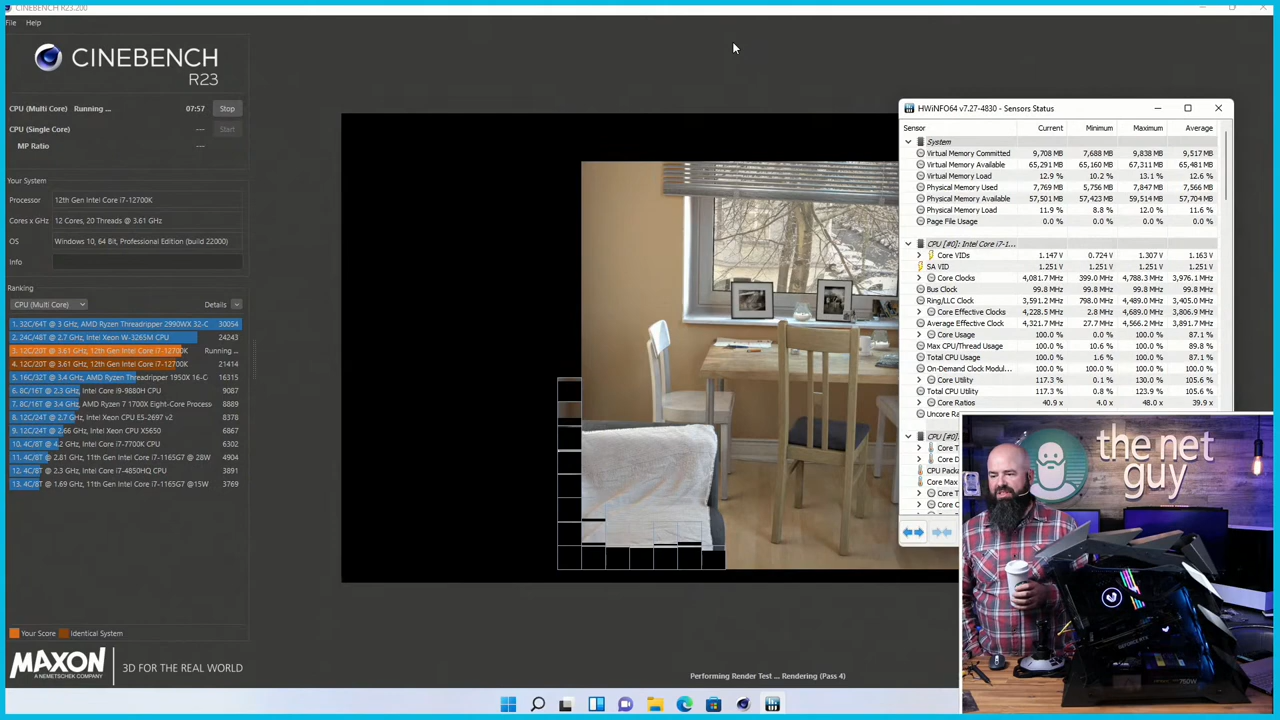 CINEBENCH R23.200
File Help
CINEBENCH
R23
CPU (Multi Core) Running ... 07:57 Stop
CPU (Single Core) --- Start
MP Ratio ---
Your System
Processor 12th Gen Intel Core i7-12700K
Cores x GHz 12 Cores, 20 Threads @ 3.61 GHz
OS Windows 10, 64 Bit, Professional Edition (build 22000)
Info
Ranking
CPU (Multi Core) Details
1. 32C/64T @ 3 GHz, AMD Ryzen Threadripper 2990WX 32-C 30054
2. 24C/48T @ 2.7 GHz, Intel Xeon W-3265M CPU 24243
3. 12C/20T @ 3.61 GHz, 12th Gen Intel Core i7-12700K Running ...
4. 12C/20T @ 3.61 GHz, 12th Gen Intel Core i7-12700K 21414
5. 16C/32T @ 3.4 GHz, AMD Ryzen Threadripper 1950X 16-C 16315
6. 8C/16T @ 2.3 GHz, Intel Core i9-9880H CPU 9087
7. 8C/16T @ 3.4 GHz, AMD Ryzen 7 1700X Eight-Core Process 8889
8. 12C/24T @ 2.7 GHz, Intel Xeon CPU E5-2697 v2 8378
9. 12C/24T @ 2.66 GHz, Intel Xeon CPU X5650 6867
10. 4C/8T @ 4.2 GHz, Intel Core i7-7700K CPU 6302
11. 4C/8T @ 2.81 GHz, 11th Gen Intel Core i7-1165G7 @ 28W 4904
12. 4C/8T @ 2.3 GHz, Intel Core i7-4850HQ CPU 3891
13. 4C/8T @ 1.69 GHz, 11th Gen Intel Core i7-1165G7 @15W 3769
Your Score Identical System
MAXON 3D FOR THE REAL WORLD
A NEMETSCHEK COMPANY
Performing Render Test ... Rendering (Pass 4)
HWiNFO64 v7.27-4830 - Sensors Status
Sensor Current Minimum Maximum Average
System
Virtual Memory Committed 9,708 MB 7,688 MB 9,838 MB 9,517 MB
Virtual Memory Available 65,291 MB 65,160 MB 67,311 MB 65,481 MB
Virtual Memory Load 12.9 % 10.2 % 13.1 % 12.6 %
Physical Memory Used 7,769 MB 5,756 MB 7,847 MB 7,566 MB
Physical Memory Available 57,501 MB 57,423 MB 59,514 MB 57,704 MB
Physical Memory Load 11.9 % 8.8 % 12.0 % 11.6 %
Page File Usage 0.0 % 0.0 % 0.0 % 0.0 %
CPU [#0]: Intel Core i7-1...
Core VIDs 1.147 V 0.724 V 1.307 V 1.163 V
SA VID 1.251 V 1.251 V 1.251 V 1.251 V
Core Clocks 4,081.7 MHz 399.0 MHz 4,788.3 MHz 3,976.1 MHz
Bus Clock 99.8 MHz 99.8 MHz 99.8 MHz 99.8 MHz
Ring/LLC Clock 3,591.2 MHz 798.0 MHz 4,489.0 MHz 3,405.0 MHz
Core Effective Clocks 4,228.5 MHz 2.8 MHz 4,689.6 MHz 3,891.9 MHz
Average Effective Clock 4,321.7 MHz 27.7 MHz 4,566.2 MHz 3,891.7 MHz
Core Usage 100.0 % 0.0 % 100.0 % 87.1 %
Max CPU/Thread Usage 100.0 % 10.6 % 100.0 % 89.8 %
Total CPU Usage 100.0 % 1.6 % 100.0 % 87.1 %
On-Demand Clock Modul... 100.0 % 100.0 % 100.0 % 100.0 %
Core Utility 117.3 % 0.1 % 130.0 % 105.6 %
Total CPU Utility 117.3 % 0.8 % 123.9 % 105.6 %
Core Ratios 40.9 x 4.0 x 48.0 x 39.9 x
Uncore Ra
CPU [#0]:
Core T
Core D
CPU Packa
Core Max
Core T
Core C
the net
guy
GEFORCE RTX